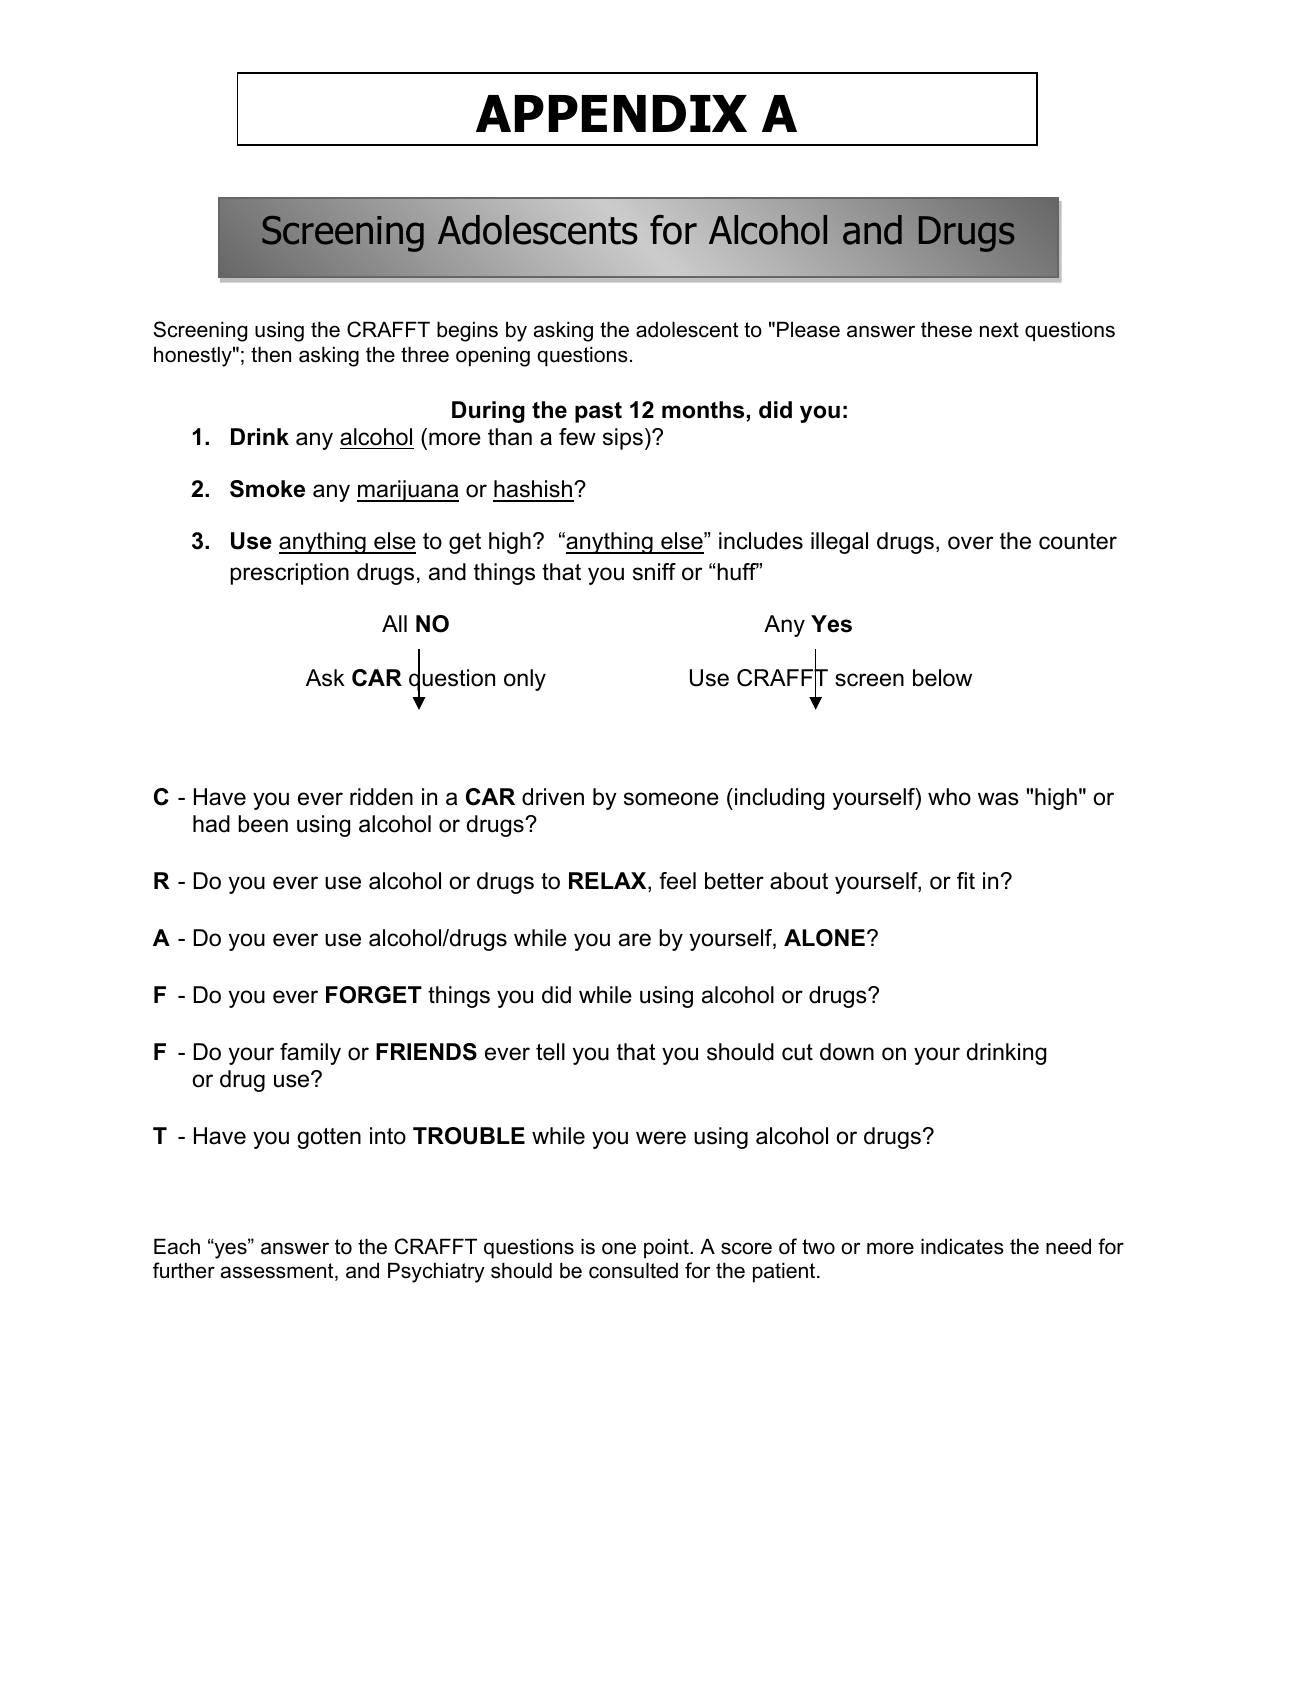 APPENDIX A
Screening Adolescents for Alcohol and Drugs
Screening using the CRAFFT begins by asking the adolescent to "Please answer these next questions
honestly"; then asking the three opening questions.
During the past 12 months, did you:
1. Drink any alcohol (more than a few sips)?
2. Smoke any marijuana or hashish?
3. Use anything else to get high? “anything else” includes illegal drugs, over the counter
prescription drugs, and things that you sniff or “huff”
All NO Any Yes
Ask CAR question only Use CRAFFT screen below
C - Have you ever ridden in a CAR driven by someone (including yourself) who was "high" or
had been using alcohol or drugs?
R - Do you ever use alcohol or drugs to RELAX, feel better about yourself, or fit in?
A - Do you ever use alcohol/drugs while you are by yourself, ALONE?
F - Do you ever FORGET things you did while using alcohol or drugs?
F - Do your family or FRIENDS ever tell you that you should cut down on your drinking
or drug use?
T - Have you gotten into TROUBLE while you were using alcohol or drugs?
Each “yes” answer to the CRAFFT questions is one point. A score of two or more indicates the need for
further assessment, and Psychiatry should be consulted for the patient.